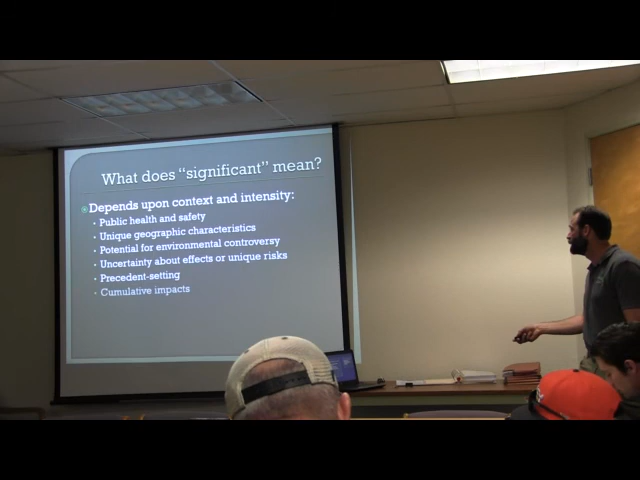 What does “significant” mean?
Depends upon context and intensity:
• Public health and safety
• Unique geographic characteristics
• Potential for environmental controversy
• Uncertainty about effects or unique risks
• Precedent-setting
• Cumulative impacts